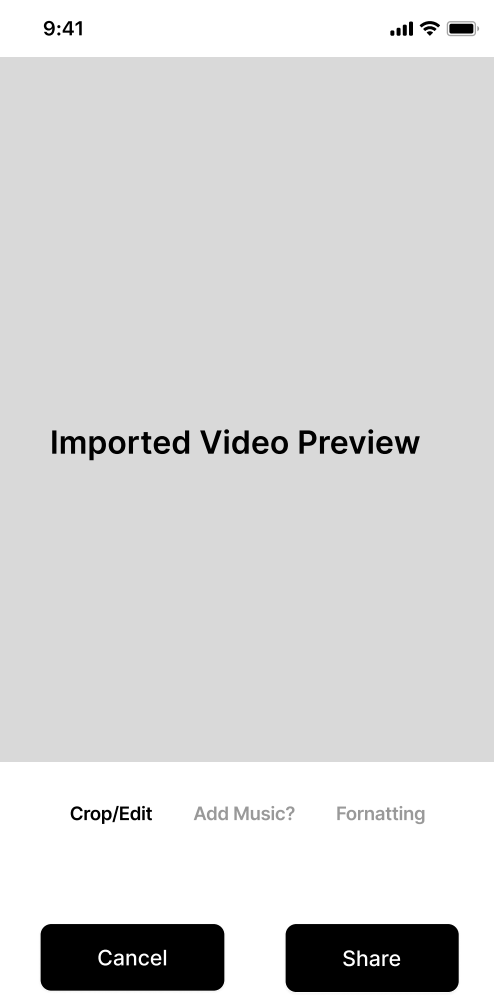 9:41
Imported Video Preview
Crop/Edit Add Music? Fornatting
Cancel Share